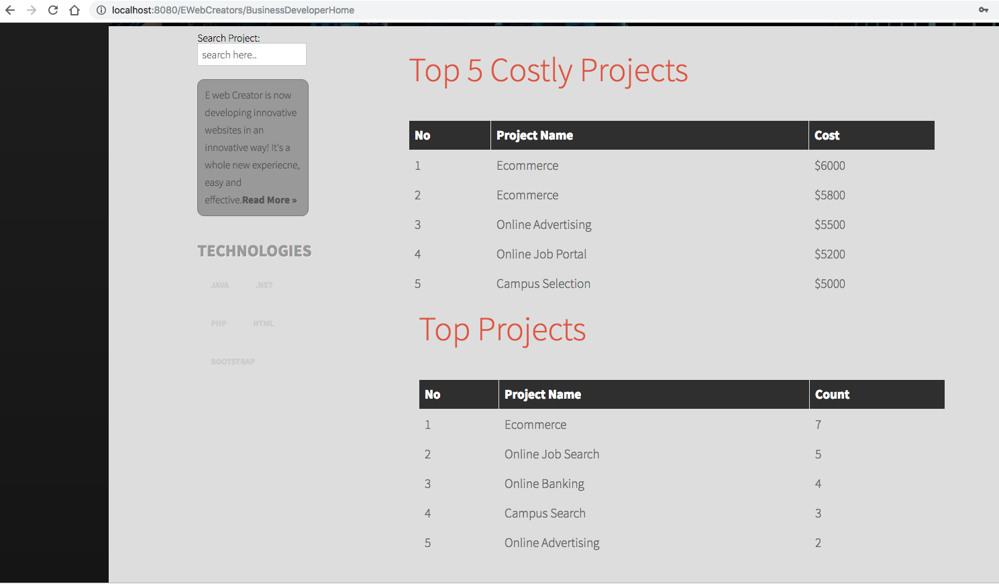 localhost:8080/EWebCreators/BusinessDeveloperHome
Search Project:
search here..
E web Creator is now
developing innovative
websites in an
innovative way! It's a
whole new experiecne,
easy and
effective.Read More »
TECHNOLOGIES
JAVA .NET
PHP HTML
BOOTSTRAP
Top 5 Costly Projects
No Project Name Cost
1 Ecommerce $6000
2 Ecommerce $5800
3 Online Advertising $5500
4 Online Job Portal $5200
5 Campus Selection $5000
Top Projects
No Project Name Count
1 Ecommerce 7
2 Online Job Search 5
3 Online Banking 4
4 Campus Search 3
5 Online Advertising 2